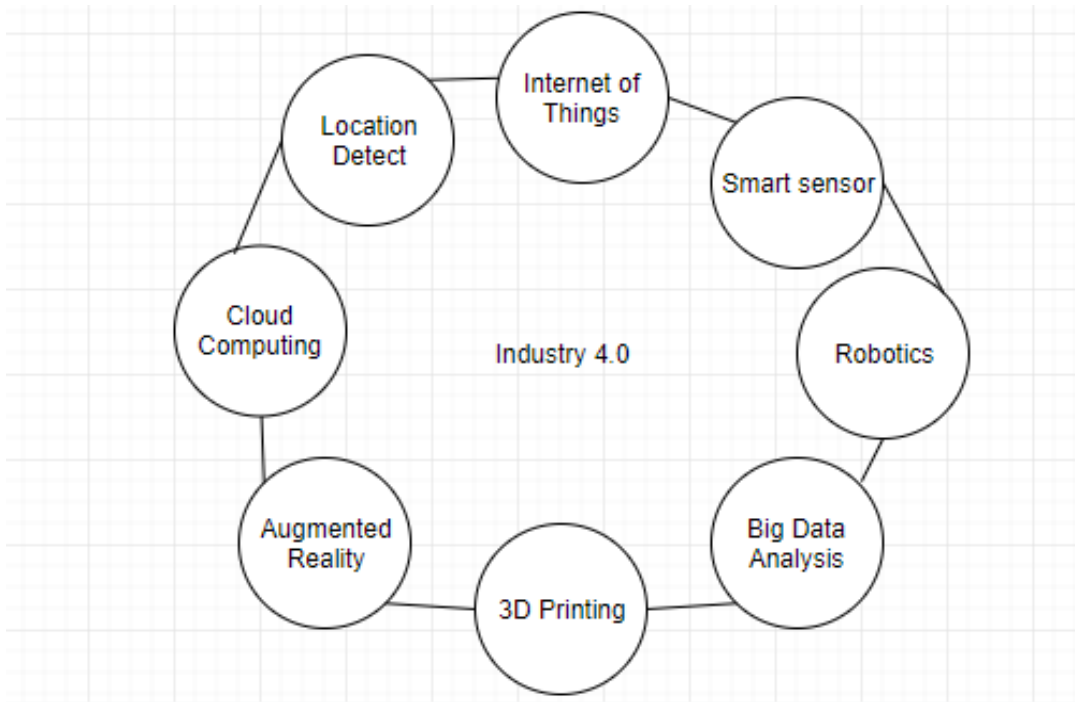 Internet of
Things
Location
Detect
Smart sensor
Cloud
Computing
Industry 4.0
Robotics
Augmented
Reality
Big Data
Analysis
3D Printing